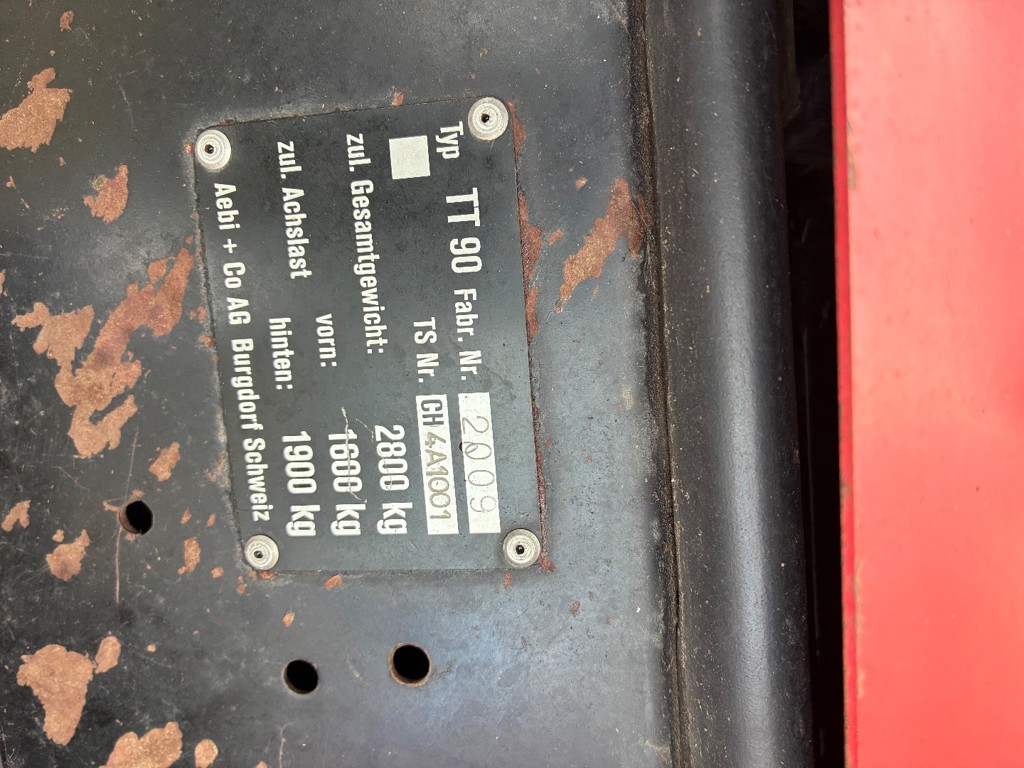 Typ TT 90 Fabr. Nr. 2009
TS Nr. CH 4A1001
zul. Gesamtgewicht: 2800 kg
zul. Achslast vorn: 1600 kg
hinten: 1900 kg
Aebi + Co AG Burgdorf Schweiz